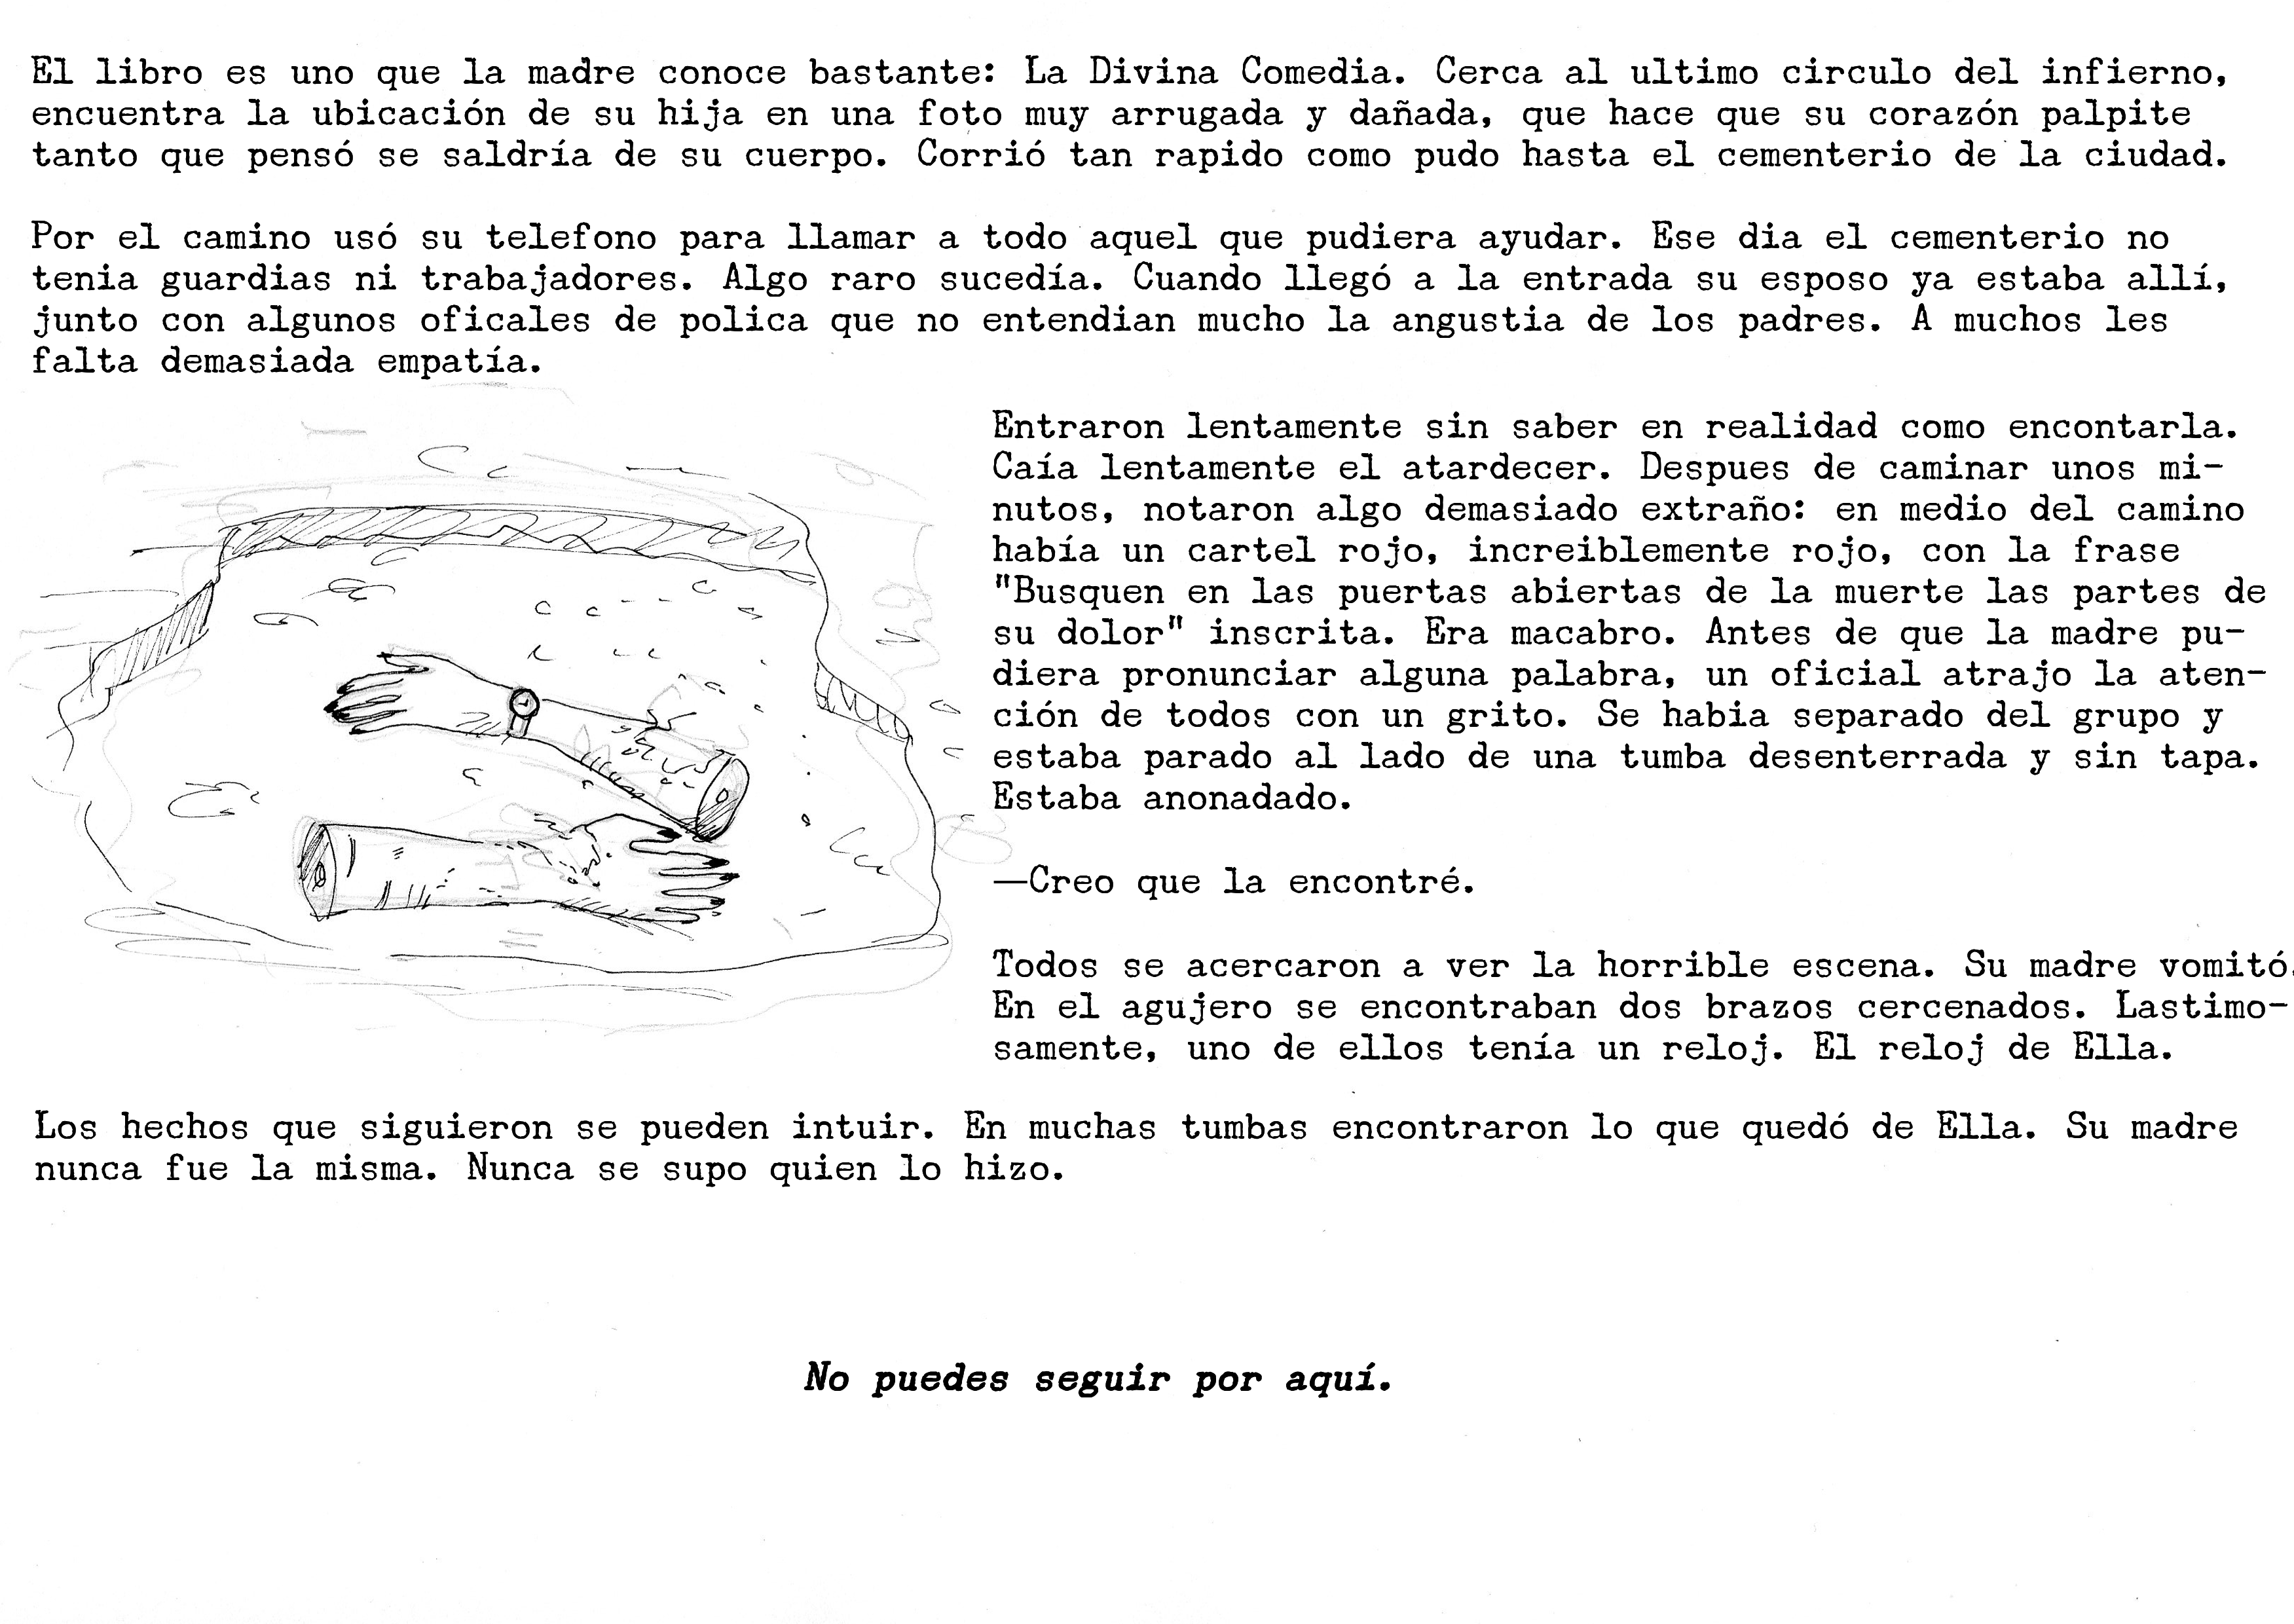 El libro es uno que la madre conoce bastante: La Divina Comedia. Cerca al ultimo circulo del infierno,
encuentra la ubicación de su hija en una foto muy arrugada y dañada, que hace que su corazón palpite
tanto que pensó se saldría de su cuerpo. Corrió tan rapido como pudo hasta el cementerio de la ciudad.
Por el camino usó su telefono para llamar a todo aquel que pudiera ayudar. Ese dia el cementerio no
tenia guardias ni trabajadores. Algo raro sucedía. Cuando llegó a la entrada su esposo ya estaba allí,
junto con algunos oficales de polica que no entendian mucho la angustia de los padres. A muchos les
falta demasiada empatía.
Entraron lentamente sin saber en realidad como encontarla.
Caía lentamente el atardecer. Despues de caminar unos mi-
nutos, notaron algo demasiado extraño: en medio del camino
había un cartel rojo, increiblemente rojo, con la frase
"Busquen en las puertas abiertas de la muerte las partes de
su dolor" inscrita. Era macabro. Antes de que la madre pu-
diera pronunciar alguna palabra, un oficial atrajo la aten-
ción de todos con un grito. Se habia separado del grupo y
estaba parado al lado de una tumba desenterrada y sin tapa.
Estaba anonadado.
—Creo que la encontré.
Todos se acercaron a ver la horrible escena. Su madre vomitó.
En el agujero se encontraban dos brazos cercenados. Lastimo-
samente, uno de ellos tenía un reloj. El reloj de Ella.
Los hechos que siguieron se pueden intuir. En muchas tumbas encontraron lo que quedó de Ella. Su madre
nunca fue la misma. Nunca se supo quien lo hizo.
No puedes seguir por aquí.